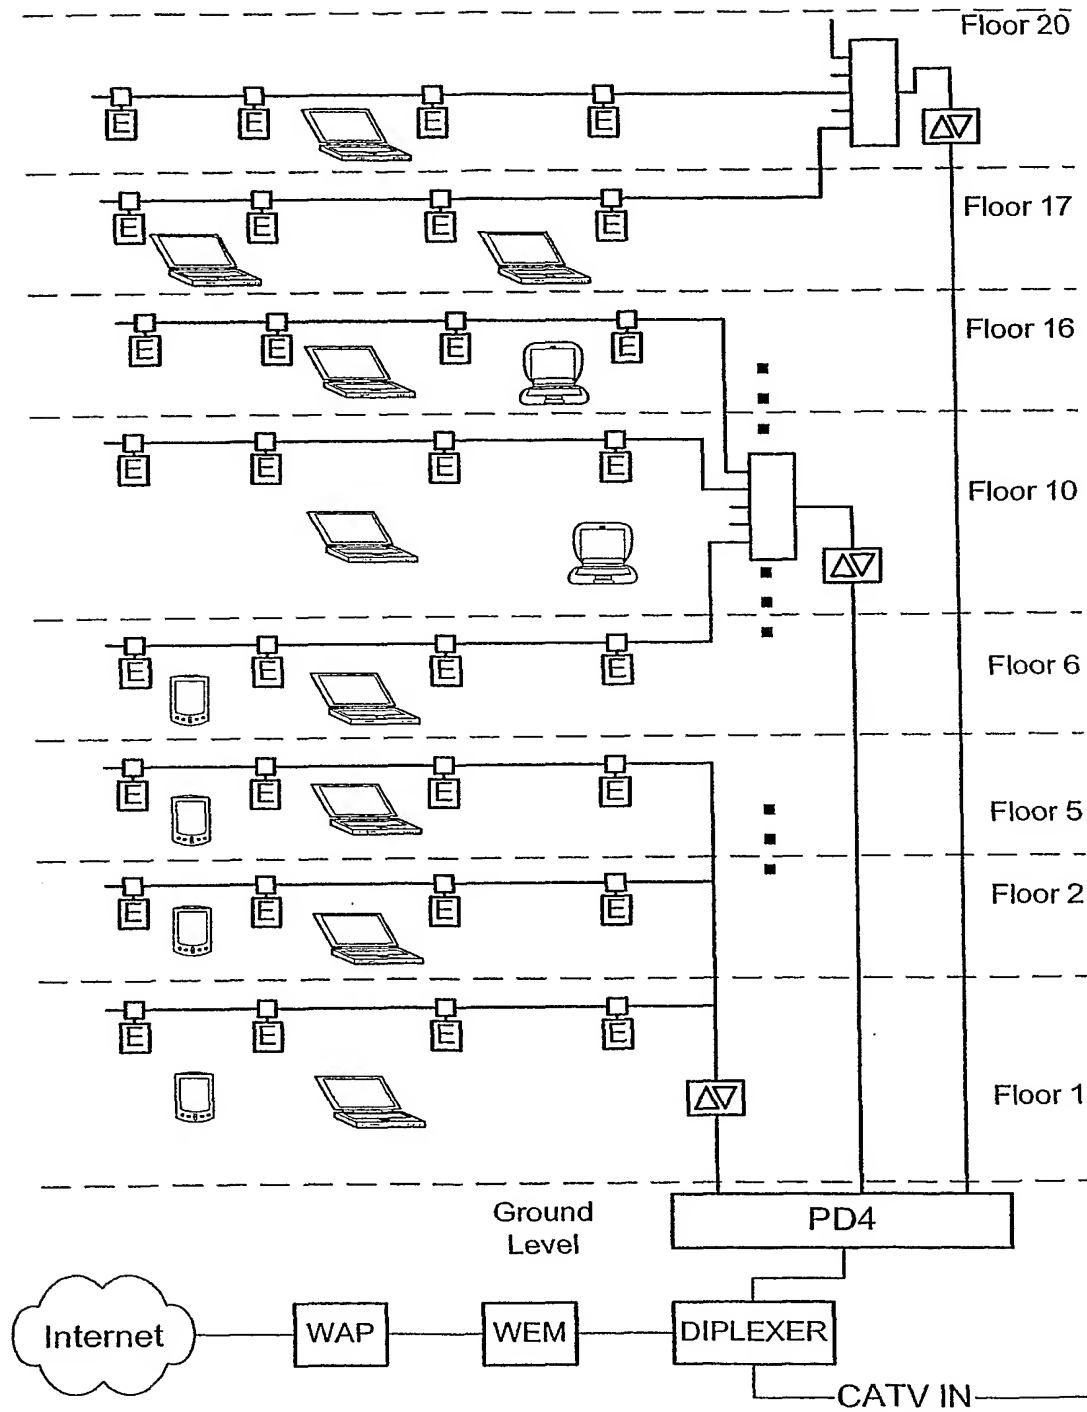 Floor 20
E E E E
Floor 17
E E E E
Floor 16
E E E E
Floor 10
E E E E
Floor 6
E E E E
Floor 5
E E E E
Floor 2
E E E E
Floor 1
E E E E
Ground
Level
PD4
Internet
WAP
WEM
DIPLEXER
CATV IN